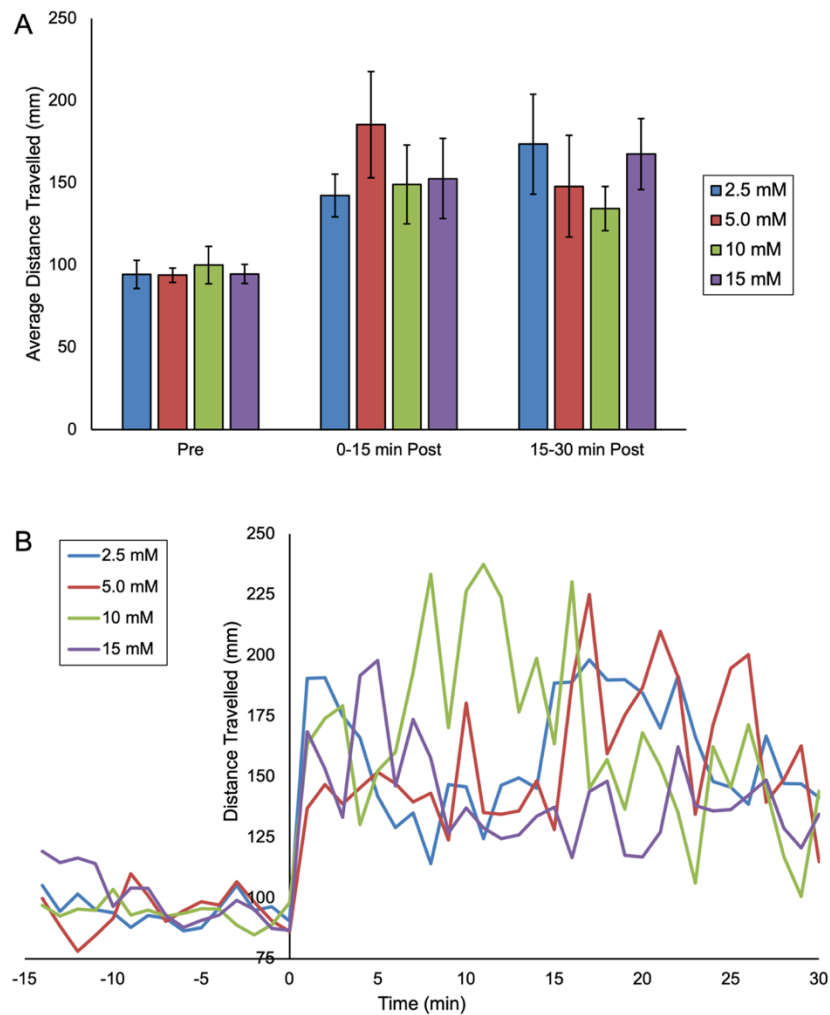 A
250
200
150
100
50
0
Average Distance Travelled (mm)
Pre
0-15 min Post
15-30 min Post
2.5 mM
5.0 mM
10 mM
15 mM
B
2.5 mM
5.0 mM
10 mM
15 mM
250
225
200
175
150
125
100
75
Distance Travelled (mm)
-15 -10 -5 0 5 10 15 20 25 30
Time (min)